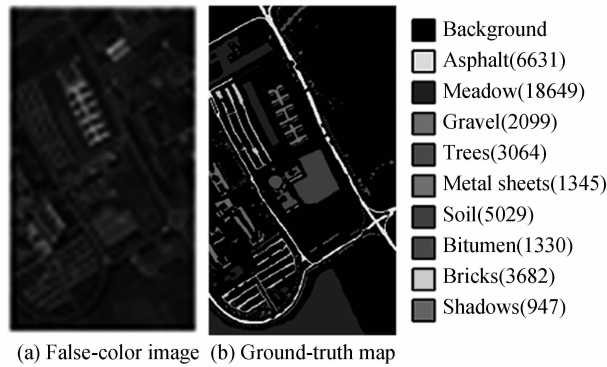 Background
Asphalt(6631)
Meadow(18649)
Gravel(2099)
Trees(3064)
Metal sheets(1345)
Soil(5029)
Bitumen(1330)
Bricks(3682)
Shadows(947)
(a) False-color image (b) Ground-truth map